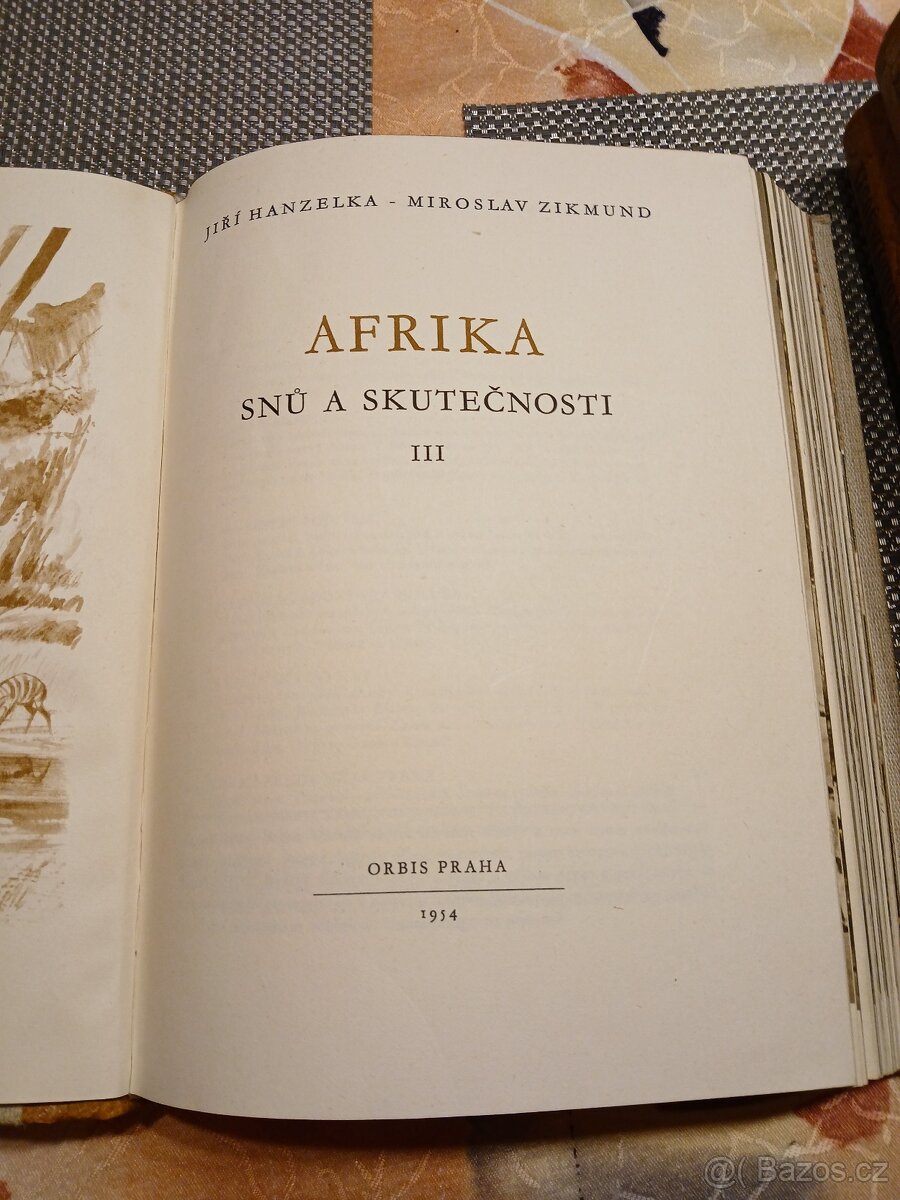 JIŘÍ HANZELKA - MIROSLAV ZIKMUND
AFRIKA
SNŮ A SKUTEČNOSTI
III
ORBIS PRAHA
1954
@( Bazos.cz